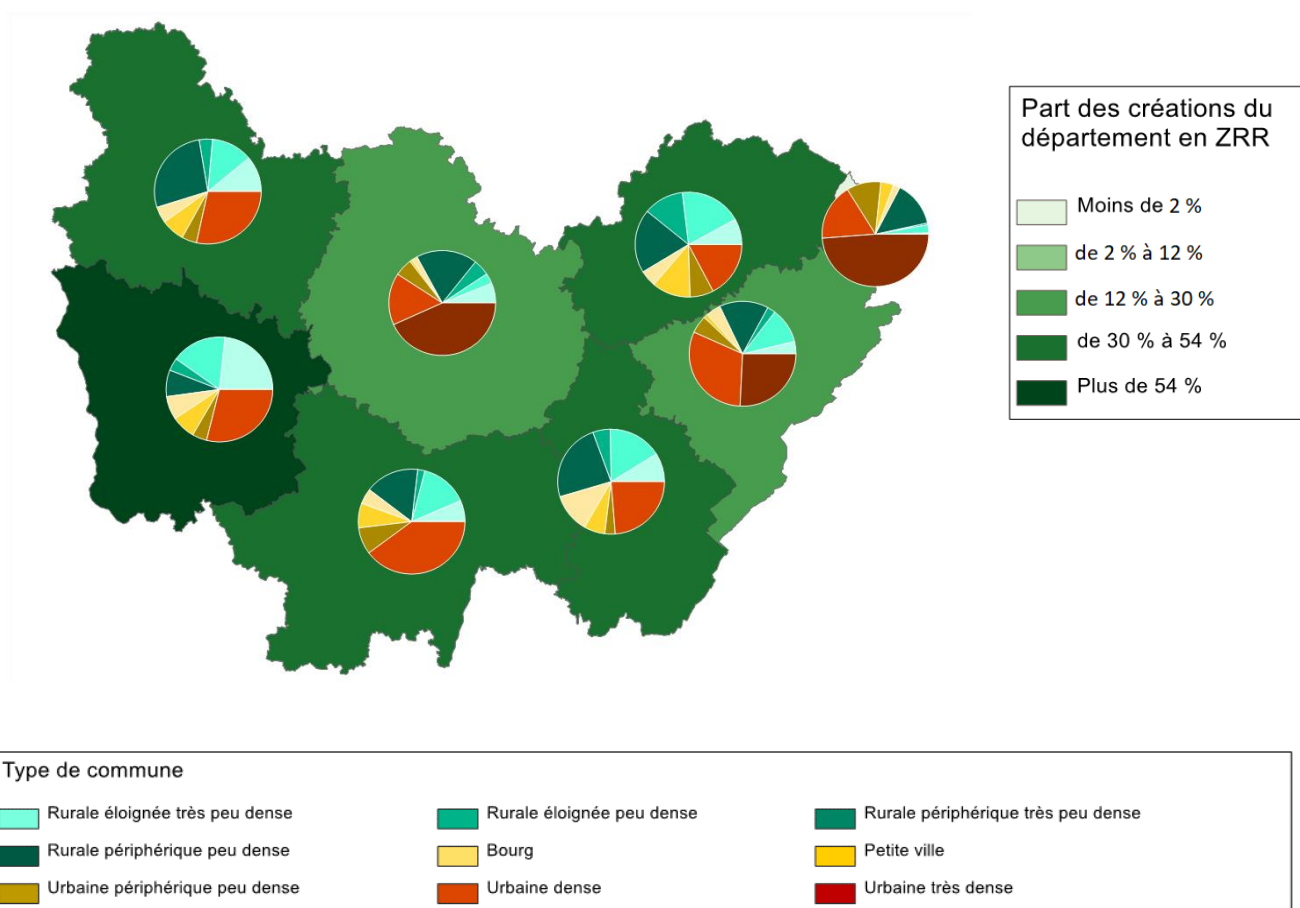 Part des créations du
département en ZRR
Moins de 2 %
de 2 % à 12 %
de 12 % à 30 %
de 30 % à 54 %
Plus de 54 %
Type de commune
Rurale éloignée très peu dense
Rurale éloignée peu dense
Rurale périphérique très peu dense
Rurale périphérique peu dense
Bourg
Petite ville
Urbaine périphérique peu dense
Urbaine dense
Urbaine très dense